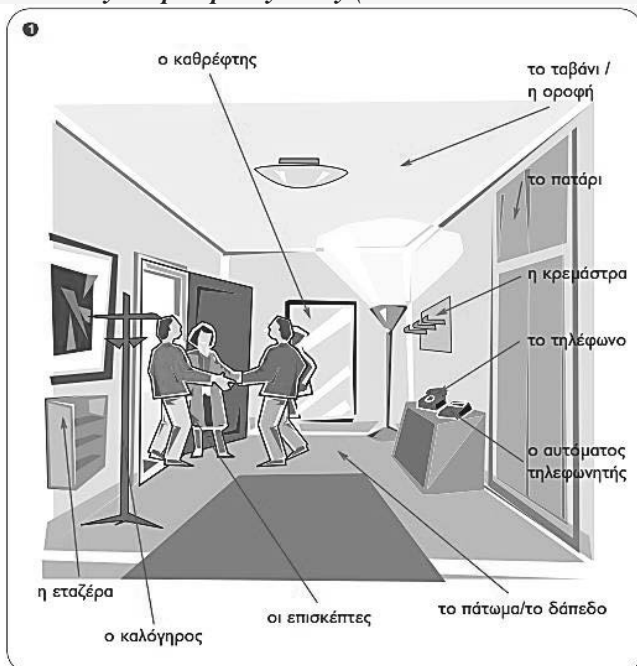 1
ο καθρέφτης
το ταβάνι /
η οροφή
το πατάρι
η κρεμάστρα
το τηλέφωνο
ο αυτόματος
τηλεφωνητής
η εταζέρα
ο καλόγηρος
οι επισκέπτες
το πάτωμα/το δάπεδο